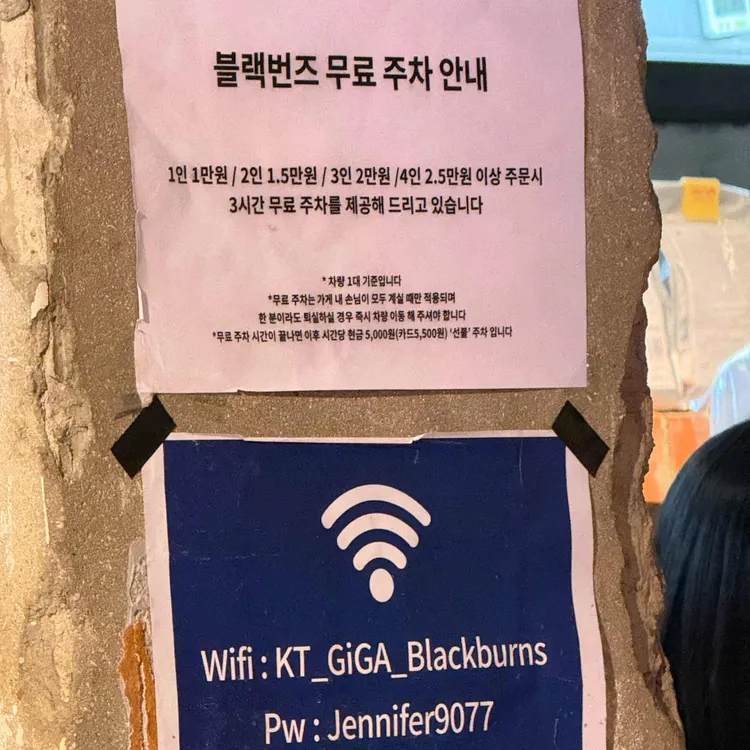 블랙번즈 무료 주차 안내
1인 1만원 / 2인 1.5만원 / 3인 2만원 /4인 2.5만원 이상 주문시
3시간 무료 주차를 제공해 드리고 있습니다
* 차량 1대 기준입니다
*무료 주차는 가게 내 손님이 모두 계실 때만 적용되며
한 분이라도 퇴실하실 경우 즉시 차량 이동 해 주셔야 합니다
*무료 주차 시간이 끝나면 이후 시간당 현금 5,000원(카드5,500원) '선불' 주차 입니다
Wifi : KT_GiGA_Blackburns
Pw : Jennifer9077